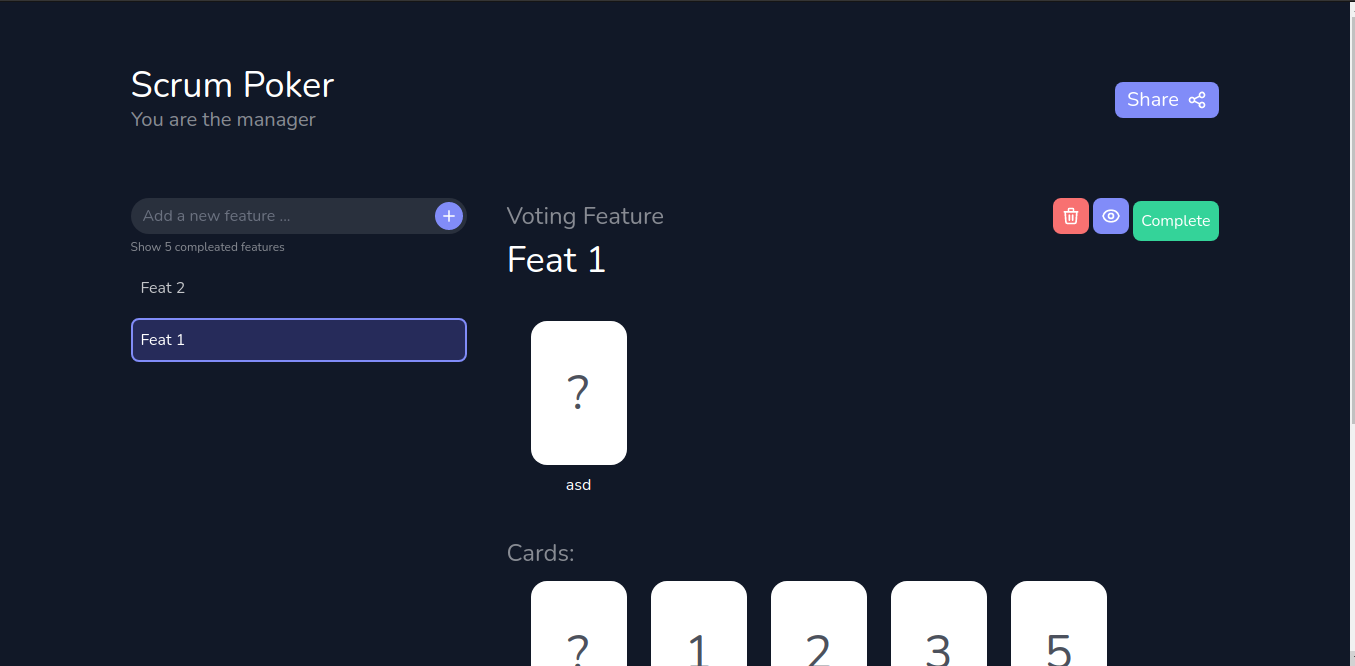 Scrum Poker
You are the manager
Share
Add a new feature ...
Show 5 compleated features
Feat 2
Feat 1
Voting Feature
Complete
Feat 1
?
asd
Cards:
? 1 2 3 5